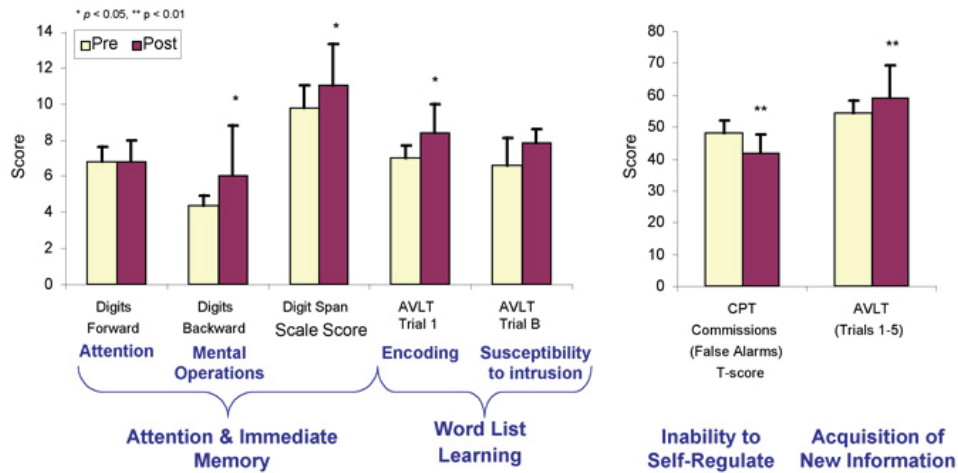 * p < 0.05, ** p < 0.01
Pre Post
14
12
10
8
6
4
2
0
Score
*
*
*
Digits
Forward
Digits
Backward
Digit Span
Scale Score
AVLT
Trial 1
AVLT
Trial B
Attention
Mental
Operations
Encoding
Susceptibility
to intrusion
Attention & Immediate
Memory
Word List
Learning
80
70
60
50
40
30
20
10
0
Score
**
**
CPT
Commissions
(False Alarms)
T-score
AVLT
(Trials 1-5)
Inability to
Self-Regulate
Acquisition of
New Information